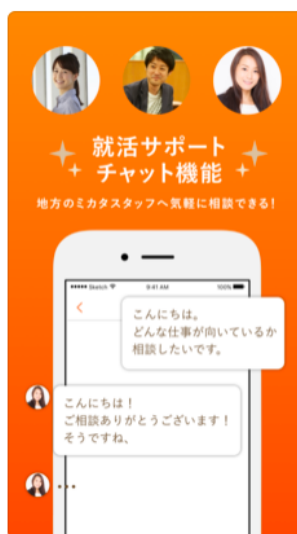 就活サポート
チャット機能
地方のミカタスタッフへ気軽に相談できる!
Sketch
9:41 AM
100%
こんにちは。
どんな仕事が向いているか
相談したいです。
こんにちは!
ご相談ありがとうございます!
そうですね、
•••